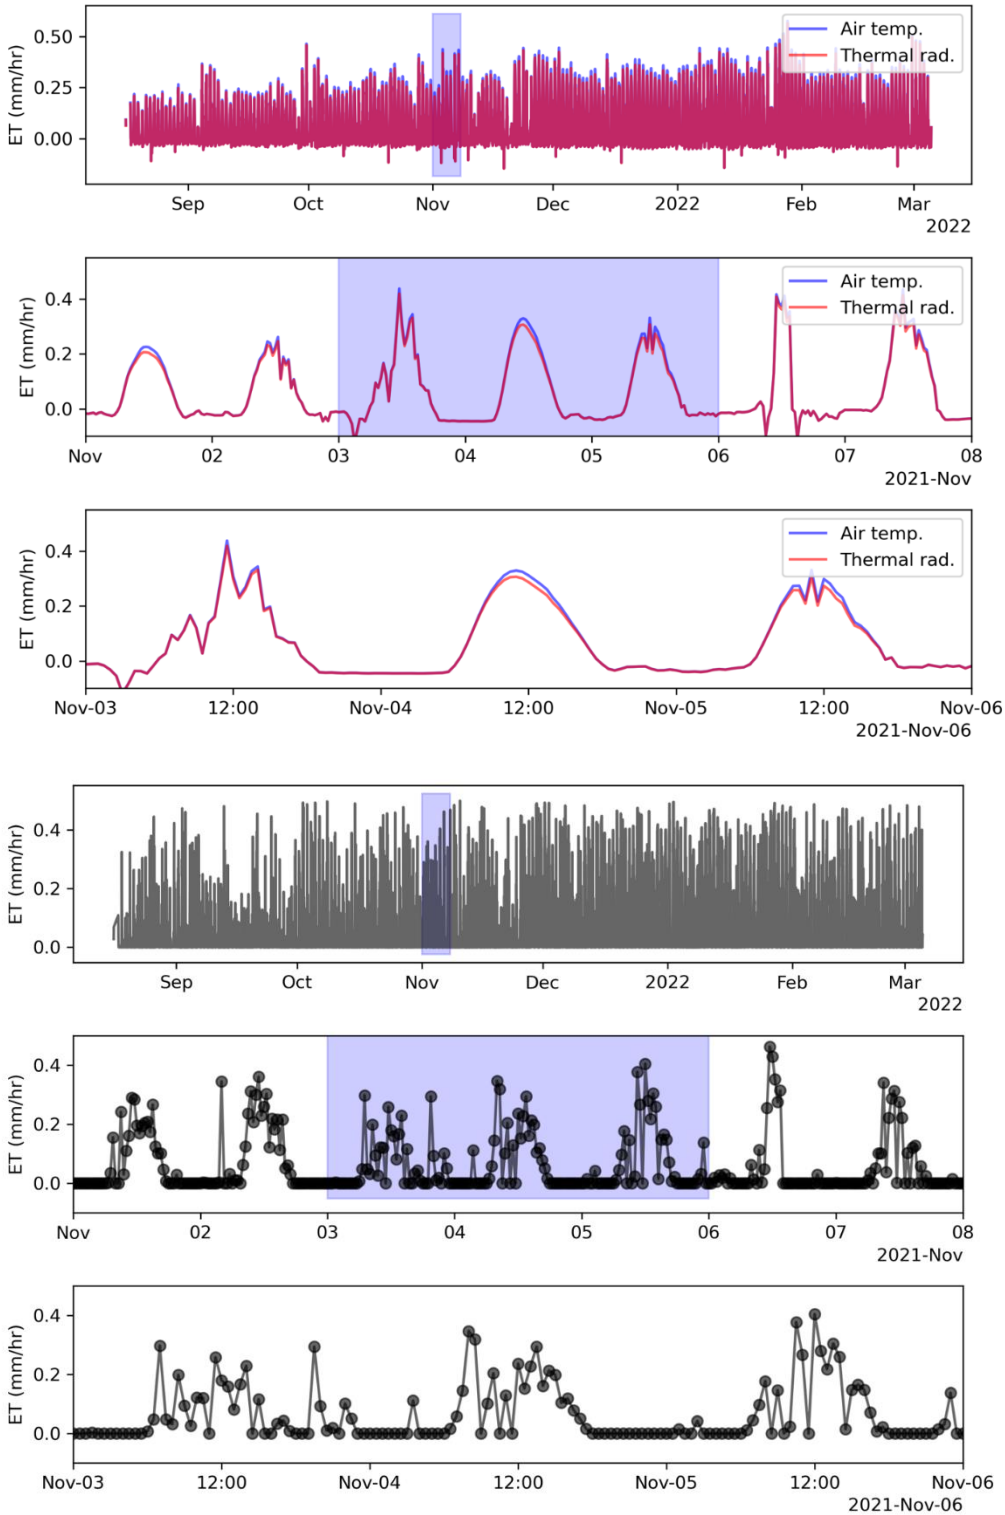 ET (mm/hr)
0.50
0.25
0.00
Air temp.
Thermal rad.
Sep Oct Nov Dec 2022 Feb Mar
2022
ET (mm/hr)
0.4
0.2
0.0
Air temp.
Thermal rad.
Nov 02 03 04 05 06 07 08
2021-Nov
ET (mm/hr)
0.4
0.2
0.0
Air temp.
Thermal rad.
Nov-03 12:00 Nov-04 12:00 Nov-05 12:00 Nov-06
2021-Nov-06
ET (mm/hr)
0.4
0.2
0.0
Sep Oct Nov Dec 2022 Feb Mar
2022
ET (mm/hr)
0.4
0.2
0.0
Nov 02 03 04 05 06 07 08
2021-Nov
ET (mm/hr)
0.4
0.2
0.0
Nov-03 12:00 Nov-04 12:00 Nov-05 12:00 Nov-06
2021-Nov-06